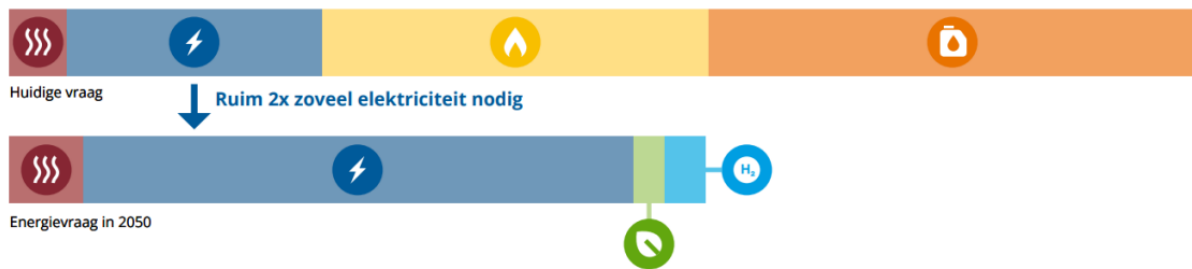 Huidige vraag
Ruim 2x zoveel elektriciteit nodig
H₂
Energievraag in 2050